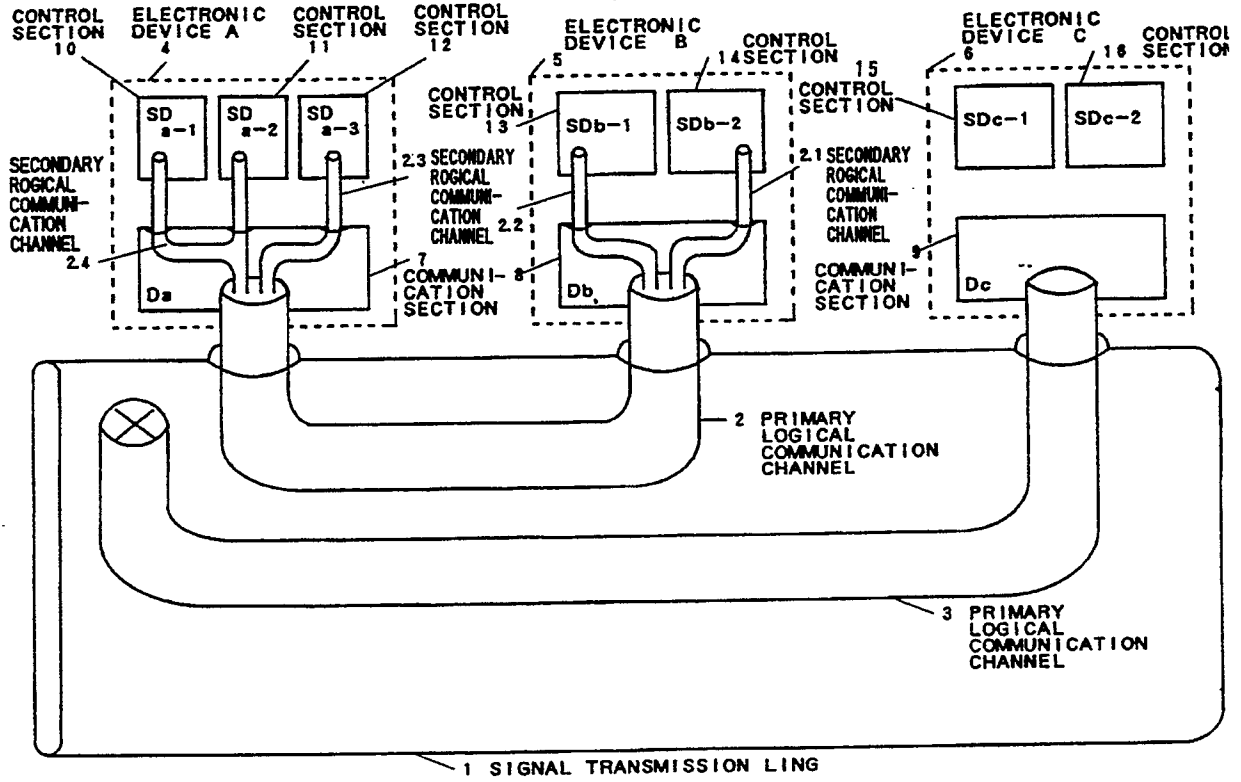 CONTROL
SECTION
10
ELECTRONIC
DEVICE A
4
CONTROL
SECTION
11
CONTROL
SECTION
12
ELECTRONIC
DEVICE B
5
14 CONTROL
SECTION
ELECTRONIC
DEVICE C
6
16 CONTROL
SECTION
15
CONTROL
SECTION
CONTROL
SECTION
13
SD
a-1
SD
a-2
SD
a-3
SDb-1
SDb-2
SDc-1
SDc-2
SECONDARY
ROGICAL
COMMUNI-
CATION
CHANNEL
2.4
2.3 SECONDARY
ROGICAL
COMMUNI-
CATION
CHANNEL
2.2
2.1 SECONDARY
ROGICAL
COMMUNI-
CATION
CHANNEL
7
COMMUNI-
CATION
SECTION
8
9
COMMUNI-
CATION
SECTION
Da
Db
Dc
2 PRIMARY
LOGICAL
COMMUNICATION
CHANNEL
3 PRIMARY
LOGICAL
COMMUNICATION
CHANNEL
1 SIGNAL TRANSMISSION LING